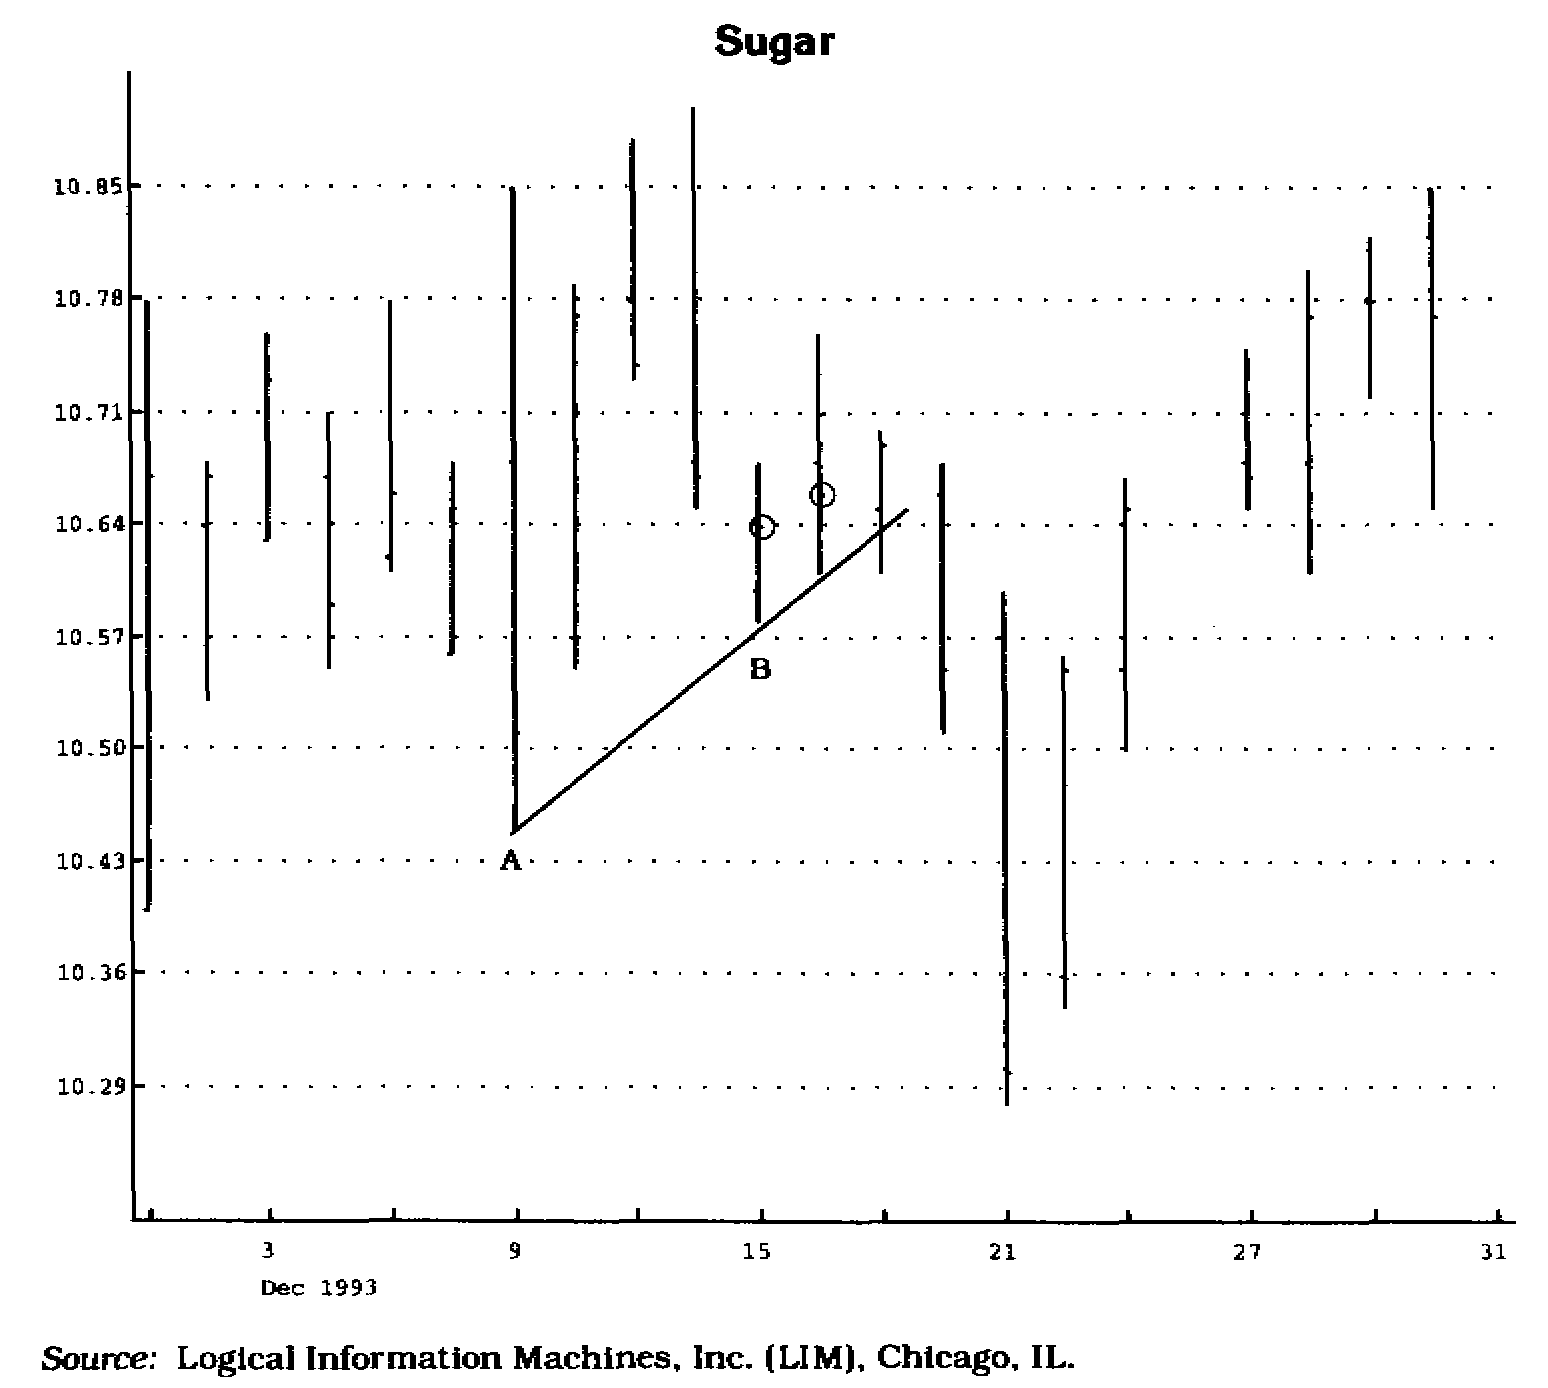 Sugar
10.85
10.78
10.71
10.64
10.57
B
10.50
A
10.43
10.36
10.29
3 9 15 21 27 31
Dec 1993
Source: Logical Information Machines, Inc. (LIM), Chicago, IL.